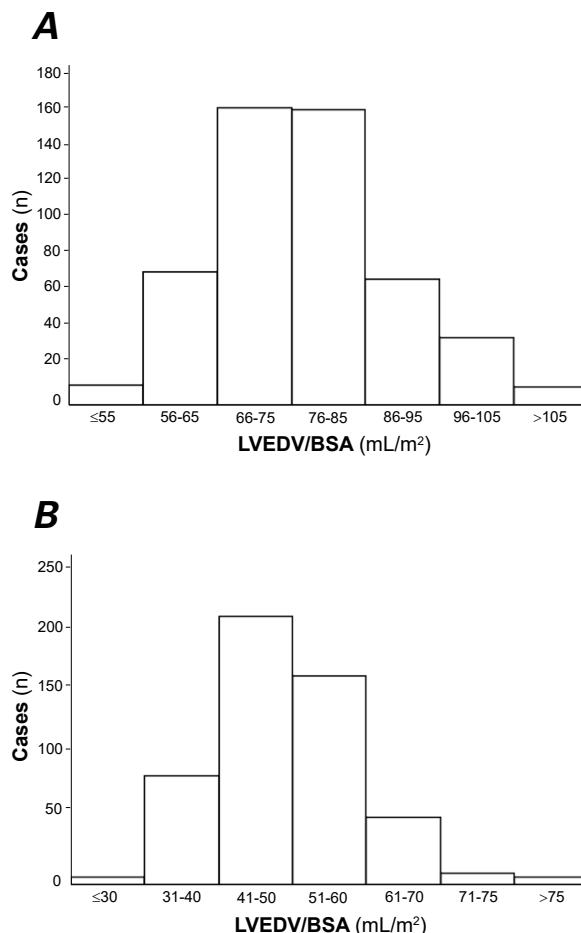 A
180
160
140
120
100
80
60
40
20
0
Cases (n)
≤55 56-65 66-75 76-85 86-95 96-105 >105
LVEDV/BSA (mL/m²)
B
250
200
150
100
50
0
Cases (n)
≤30 31-40 41-50 51-60 61-70 71-75 >75
LVEDV/BSA (mL/m²)